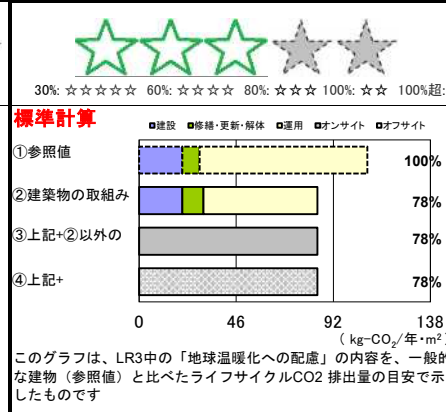 30%: ☆☆☆☆☆ 60%: ☆☆☆☆ 80%: ☆☆☆ 100%: ☆☆ 100%超:
標準計算
■建設 ■修繕・更新・解体 ■運用 ■オンサイト ■オフサイト
①参照値 100%
②建築物の取組み 78%
③上記+②以外の 78%
④上記+ 78%
0 46 92 138
( kg-CO2/年・m²)
このグラフは、LR3中の「地球温暖化への配慮」の内容を、一般的
な建物（参照値）と比べたライフサイクルCO2 排出量の目安で示
したものです